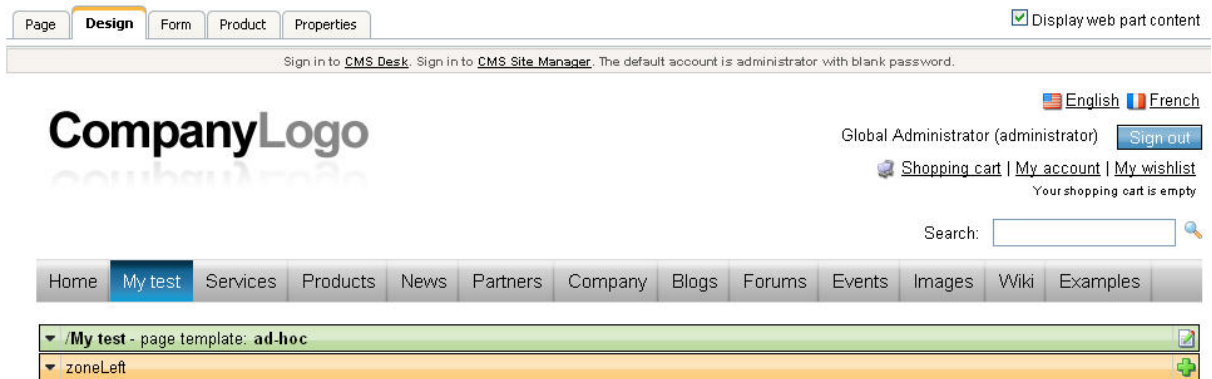 Page Design Form Product Properties Display web part content
Sign in to CMS Desk. Sign in to CMS Site Manager. The default account is administrator with blank password.
English French
CompanyLogo
Global Administrator (administrator) Sign out
Shopping cart | My account | My wishlist
Your shopping cart is empty
Search:
Home My test Services Products News Partners Company Blogs Forums Events Images Wiki Examples
/My test - page template: ad-hoc
zoneLeft